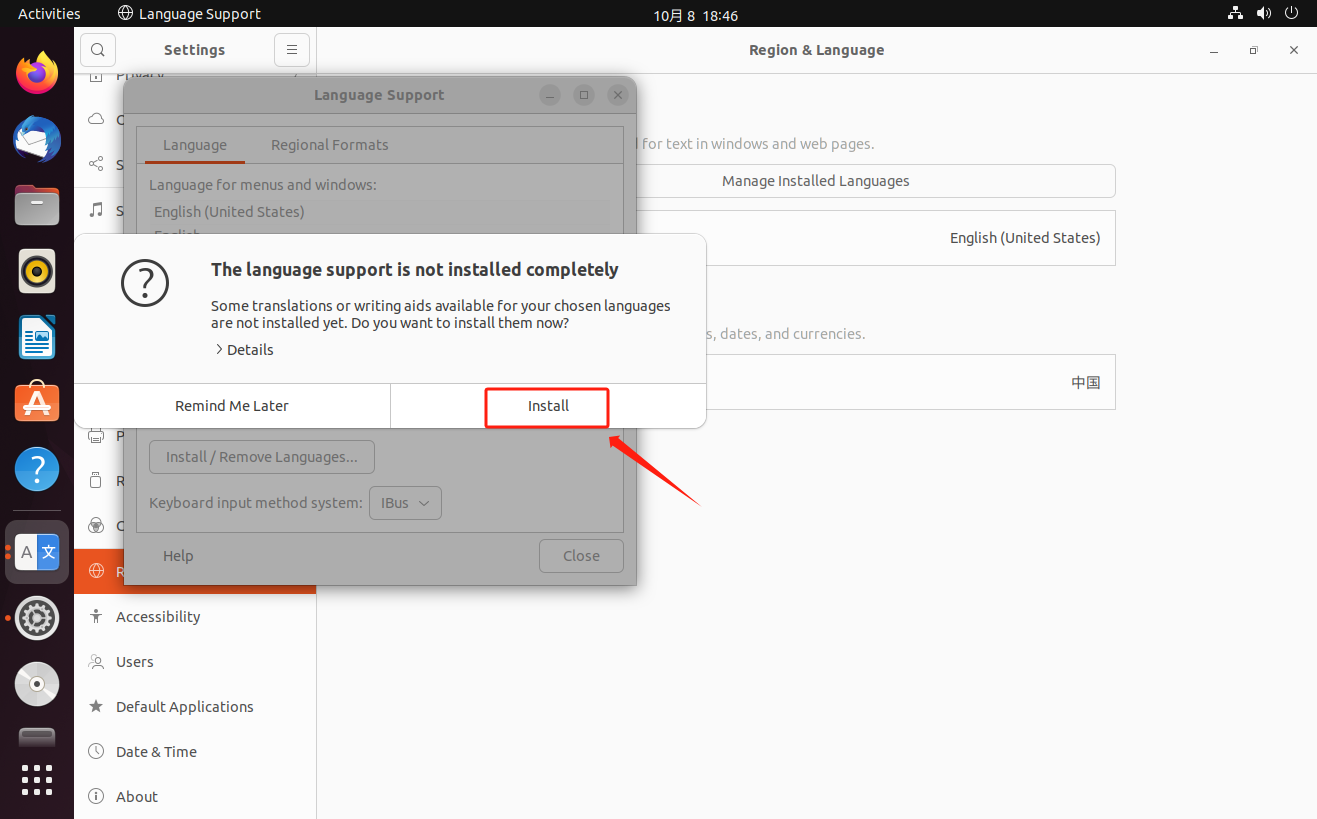 Activities
Language Support
10月 8 18:46
Settings
Region & Language
Privacy
Language Support
C
for text in windows and web pages.
Language
Regional Formats
S
Manage Installed Languages
Language for menus and windows:
S
English (United States)
English
English (United States)
The language support is not installed completely
Some translations or writing aids available for your chosen languages
are not installed yet. Do you want to install them now?
s, dates, and currencies.
Details
中国
Remind Me Later
Install
P
Install / Remove Languages...
R
Keyboard input method system:
IBus
C
Help
Close
R
Accessibility
Users
Default Applications
Date & Time
About